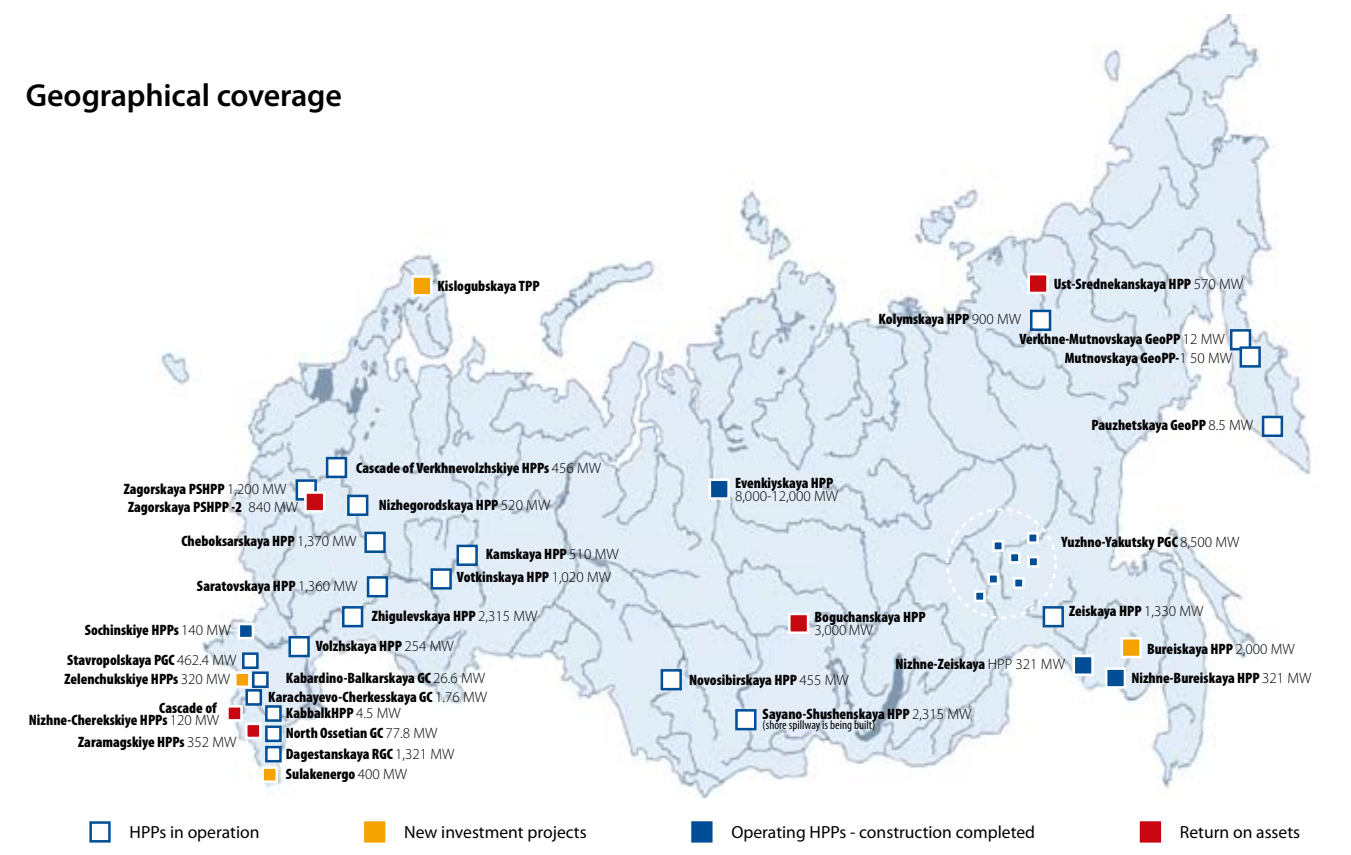 Geographical coverage
Kislogubskaya TPP
Ust-Srednekanskaya HPP 570 MW
Kolymskaya HPP 900 MW
Verkhne-Mutnovskaya GeoPP 12 MW
Mutnovskaya GeoPP-1 50 MW
Pauzhetskaya GeoPP 8.5 MW
Cascade of Verkhnevolzhskiye HPPs 456 MW
Zagorskaya PSHPP 1,200 MW
Zagorskaya PSHPP -2 840 MW
Nizhegorodskaya HPP 520 MW
Evenkiyskaya HPP
8,000-12,000 MW
Cheboksarskaya HPP 1,370 MW
Yuzhno-Yakutsky PGC 8,500 MW
Kamskaya HPP 510 MW
Votkinskaya HPP 1,020 MW
Saratovskaya HPP 1,360 MW
Zhigulevskaya HPP 2,315 MW
Boguchanskaya HPP
3,000 MW
Zeiskaya HPP 1,330 MW
Sochinskiye HPPs 140 MW
Volzhskaya HPP 254 MW
Bureiskaya HPP 2,000 MW
Stavropolskaya PGC 462.4 MW
Nizhne-Zeiskaya HPP 321 MW
Zelenchukskiye HPPs 320 MW
Kabardino-Balkarskaya GC 26.6 MW
Novosibirskaya HPP 455 MW
Nizhne-Bureiskaya HPP 321 MW
Karachayevo-Cherkesskaya GC 1.76 MW
Cascade of
Nizhne-Cherekskiye HPPs 120 MW
KabbalkHPP 4.5 MW
Sayano-Shushenskaya HPP 2,315 MW
(shore spillway is being built)
Zaramagskiye HPPs 352 MW
North Ossetian GC 77.8 MW
Dagestanskaya RGC 1,321 MW
Sulakenergo 400 MW
HPPs in operation
New investment projects
Operating HPPs - construction completed
Return on assets